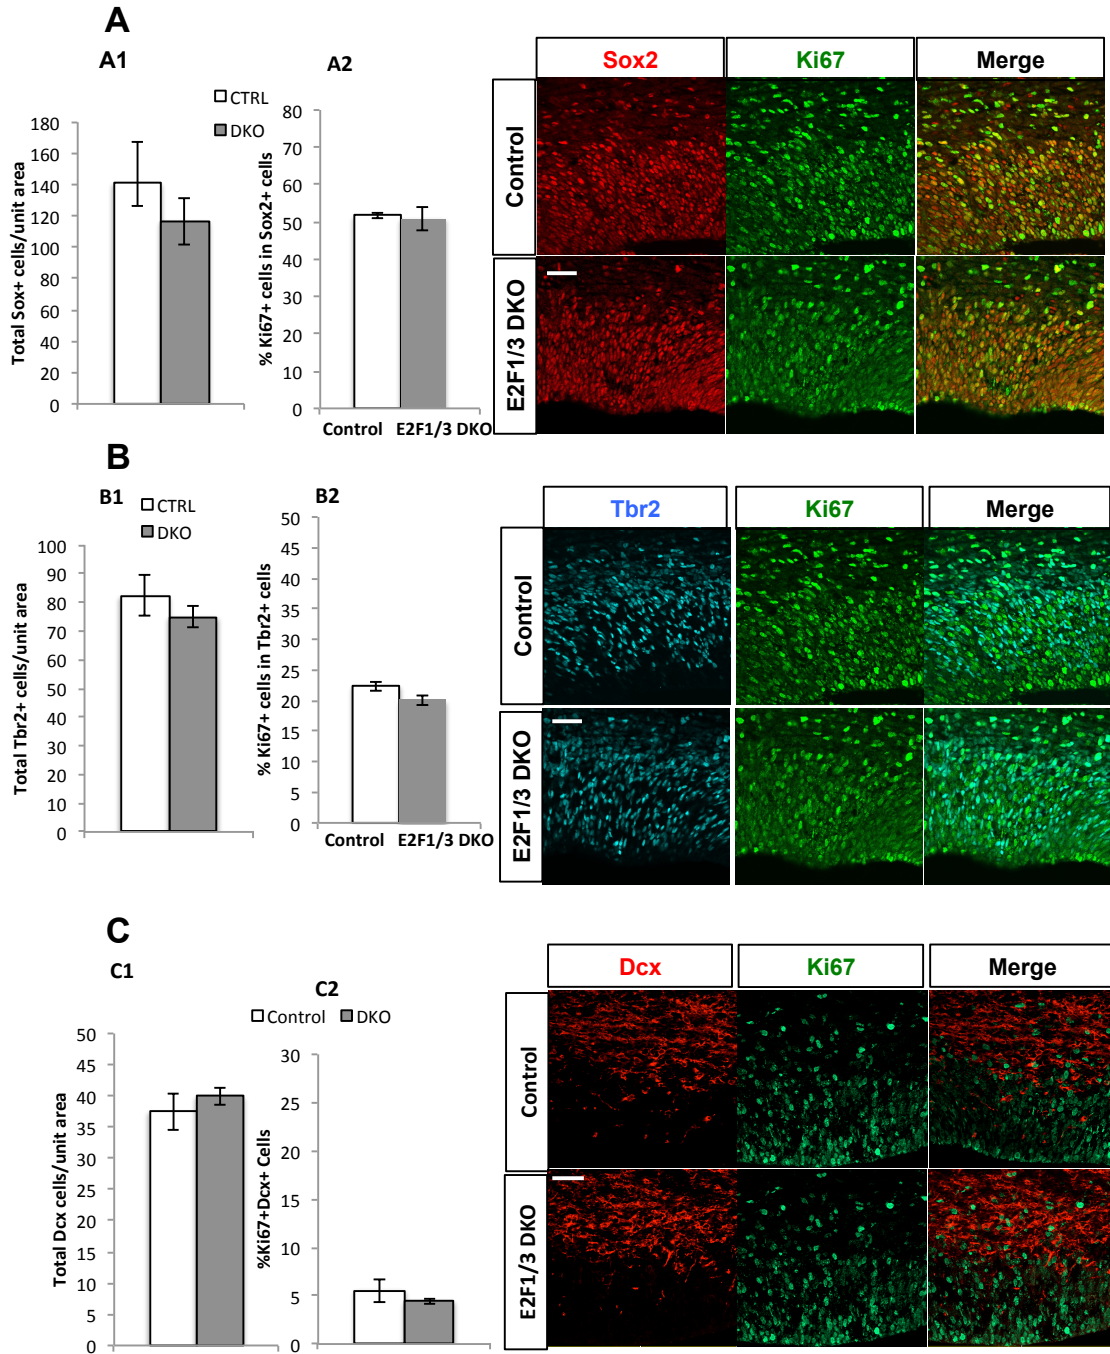 A
A1
A2
CTRL
DKO
Total Sox+ cells/unit area
180
160
140
120
100
80
60
40
20
0
% Ki67+ cells in Sox2+ cells
80
70
60
50
40
30
20
10
0
Control E2F1/3 DKO
Sox2 Ki67 Merge
Control
E2F1/3 DKO
B
B1
B2
CTRL
DKO
Total Tbr2+ cells/unit area
100
90
80
70
60
50
40
30
20
10
0
% Ki67+ cells in Tbr2+ cells
50
45
40
35
30
25
20
15
10
5
0
Control E2F1/3 DKO
Tbr2 Ki67 Merge
Control
E2F1/3 DKO
C
C1
C2
Control DKO
Total Dcx cells/unit area
50
45
40
35
30
25
20
15
10
5
0
%Ki67+Dcx+ Cells
30
25
20
15
10
5
0
Dcx Ki67 Merge
Control
E2F1/3 DKO